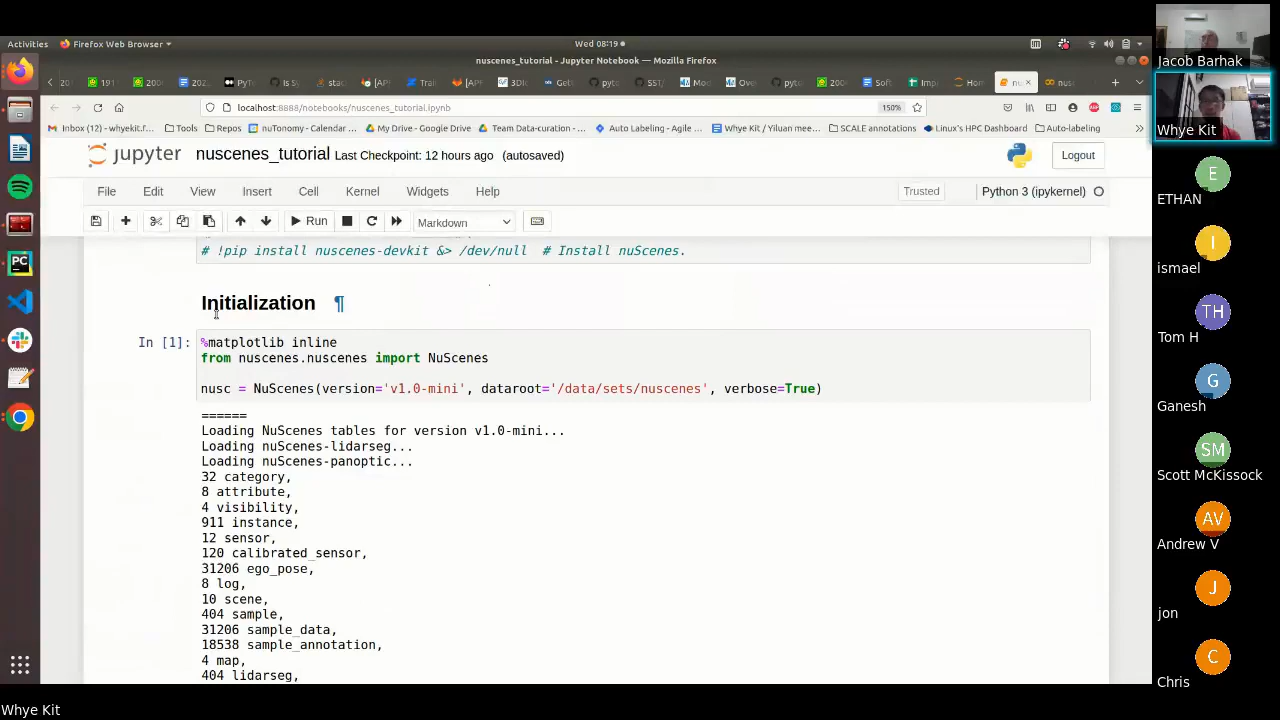 Activities
Firefox Web Browser
Wed 08:19
nuscenes_tutorial - Jupyter Notebook — Mozilla Firefox
nu
localhost:8888/notebooks/nuscenes_tutorial.ipynb
150%
Inbox (12) - whyekit.f…
Tools
Repos
nuTonomy - Calendar …
My Drive - Google Drive
Team Data-curation - …
Auto Labeling - Agile …
Whye Kit / Yiluan mee…
SCALE annotations
Linux's HPC Dashboard
Auto-labeling
jupyter
nuscenes_tutorial
Last Checkpoint: 12 hours ago
(autosaved)
Logout
File
Edit
View
Insert
Cell
Kernel
Widgets
Help
Trusted
Python 3 (ipykernel)
Run
Markdown
# !pip install nuscenes-devkit &> /dev/null  # Install nuScenes.
Initialization ¶
In [1]:
%matplotlib inline
from nuscenes.nuscenes import NuScenes
nusc = NuScenes(version='v1.0-mini', dataroot='/data/sets/nuscenes', verbose=True)
======
Loading NuScenes tables for version v1.0-mini...
Loading nuScenes-lidarseg...
Loading nuScenes-panoptic...
32 category,
8 attribute,
4 visibility,
911 instance,
12 sensor,
120 calibrated_sensor,
31206 ego_pose,
8 log,
10 scene,
404 sample,
31206 sample_data,
18538 sample_annotation,
4 map,
404 lidarseg,
Jacob Barhak
Whye Kit
E
ETHAN
I
ismael
TH
Tom H
G
Ganesh
SM
Scott McKissock
AV
Andrew V
J
jon
C
Chris
Whye Kit